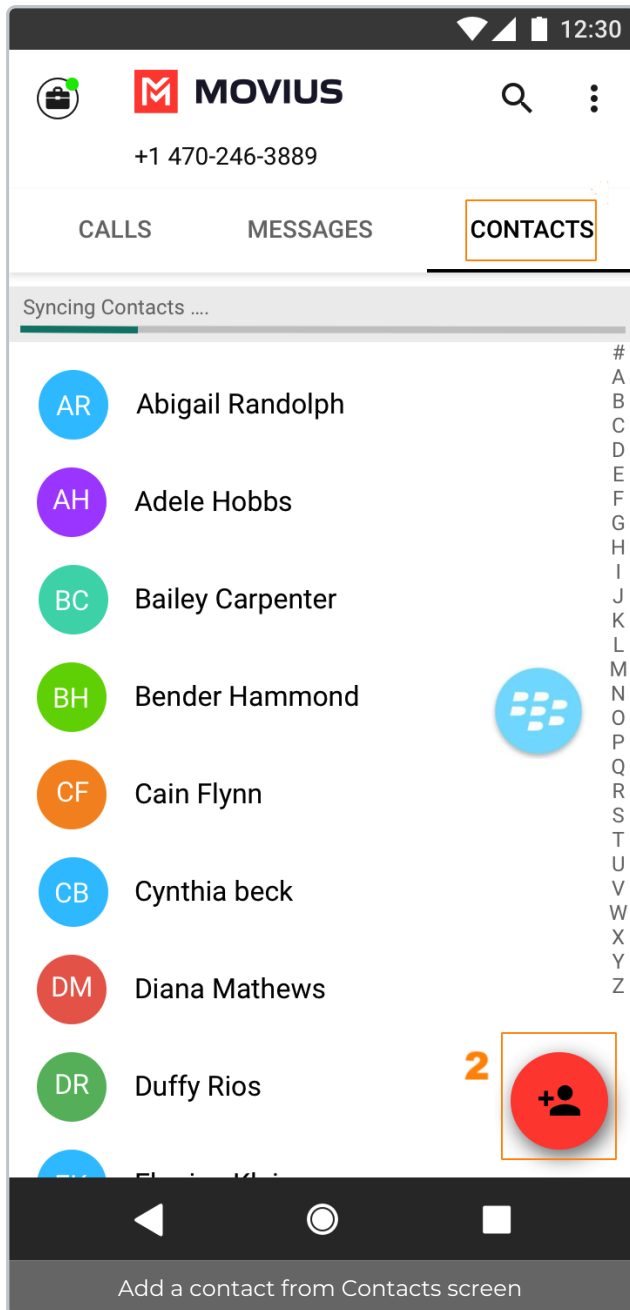 12:30
MOVIUS
+1 470-246-3889
CALLS MESSAGES CONTACTS
Syncing Contacts ....
#
A
AR Abigail Randolph
B
C
D
E
AH Adele Hobbs
F
G
H
I
BC Bailey Carpenter
J
K
L
M
BH Bender Hammond
N
O
P
Q
CF Cain Flynn
R
S
T
U
V
CB Cynthia beck
W
X
Y
Z
DM Diana Mathews
2
DR Duffy Rios
Add a contact from Contacts screen